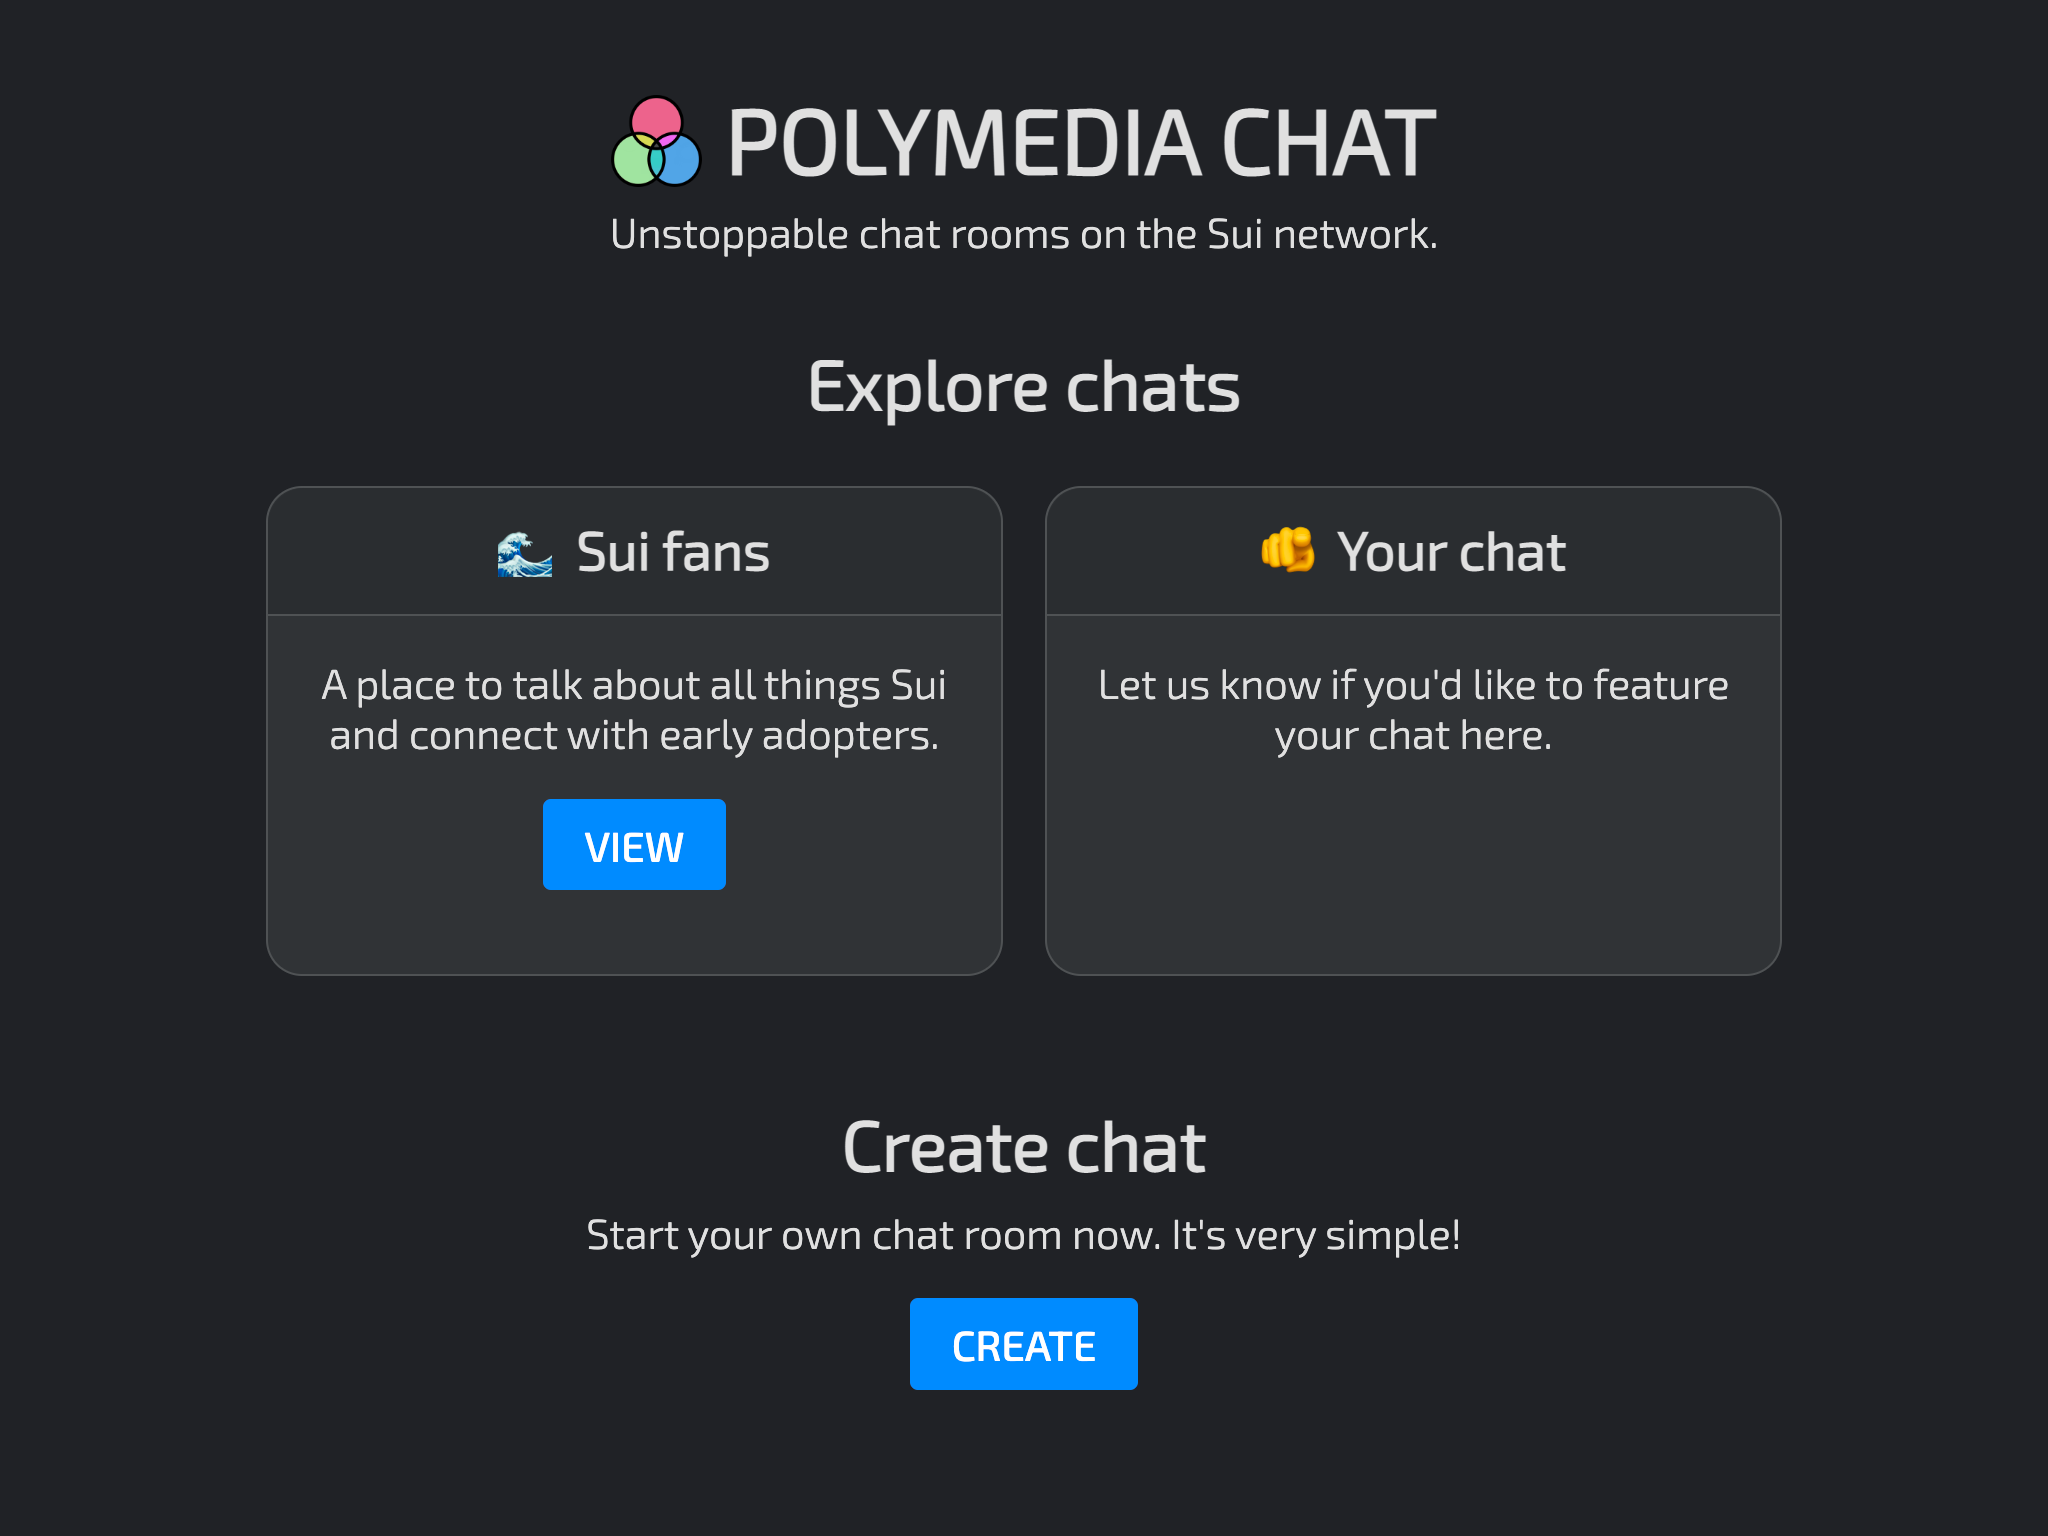 POLYMEDIA CHAT
Unstoppable chat rooms on the Sui network.
Explore chats
Sui fans
A place to talk about all things Sui
and connect with early adopters.
VIEW
Your chat
Let us know if you'd like to feature
your chat here.
Create chat
Start your own chat room now. It's very simple!
CREATE